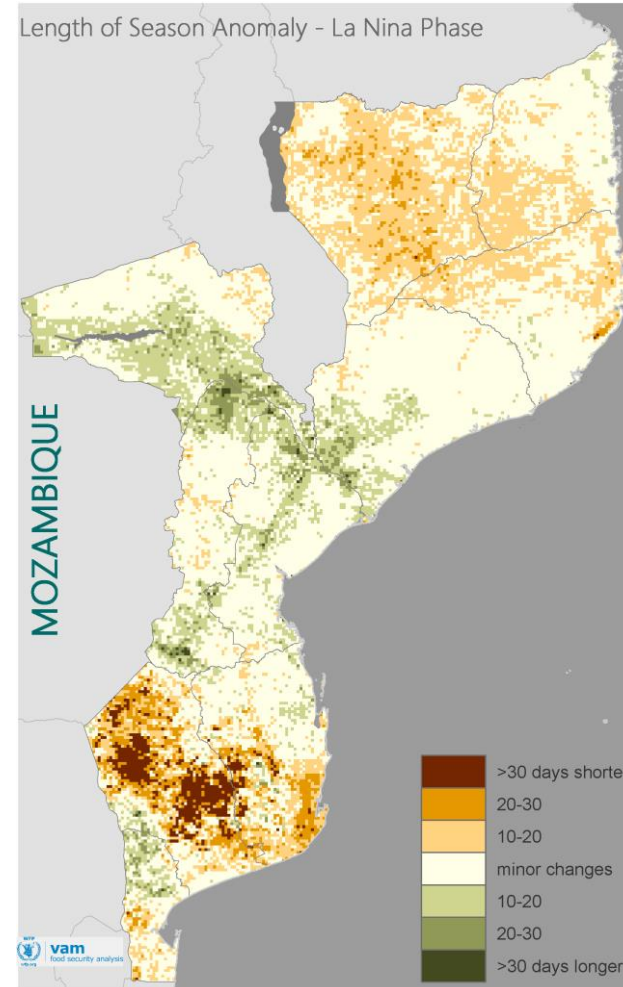 Length of Season Anomaly - La Nina Phase
MOZAMBIQUE
>30 days shorte
20-30
10-20
minor changes
10-20
20-30
>30 days longer
vam
food security analysis